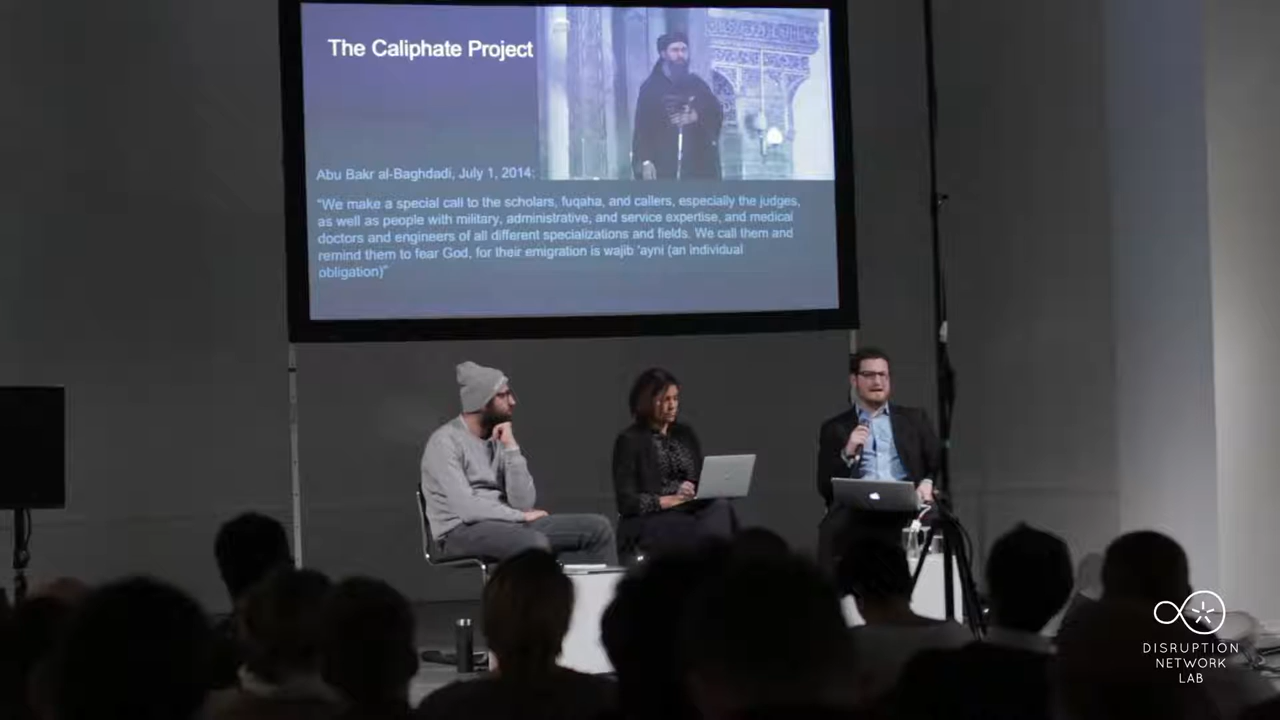 The Caliphate Project
Abu Bakr al-Baghdadi, July 1, 2014:
"We make a special call to the scholars, fuqaha, and callers, especially the judges,
as well as people with military, administrative, and service expertise, and medical
doctors and engineers of all different specializations and fields. We call them and
remind them to fear God, for their emigration is wajib 'ayni (an individual
obligation)"
DISRUPTION
NETWORK
LAB